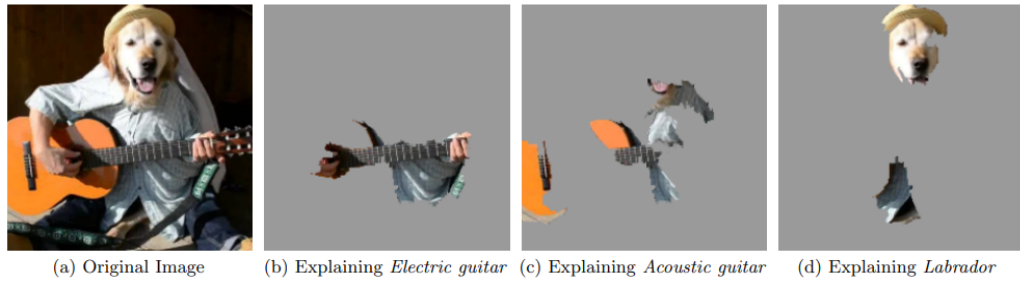 (a) Original Image
(b) Explaining Electric guitar
(c) Explaining Acoustic guitar
(d) Explaining Labrador